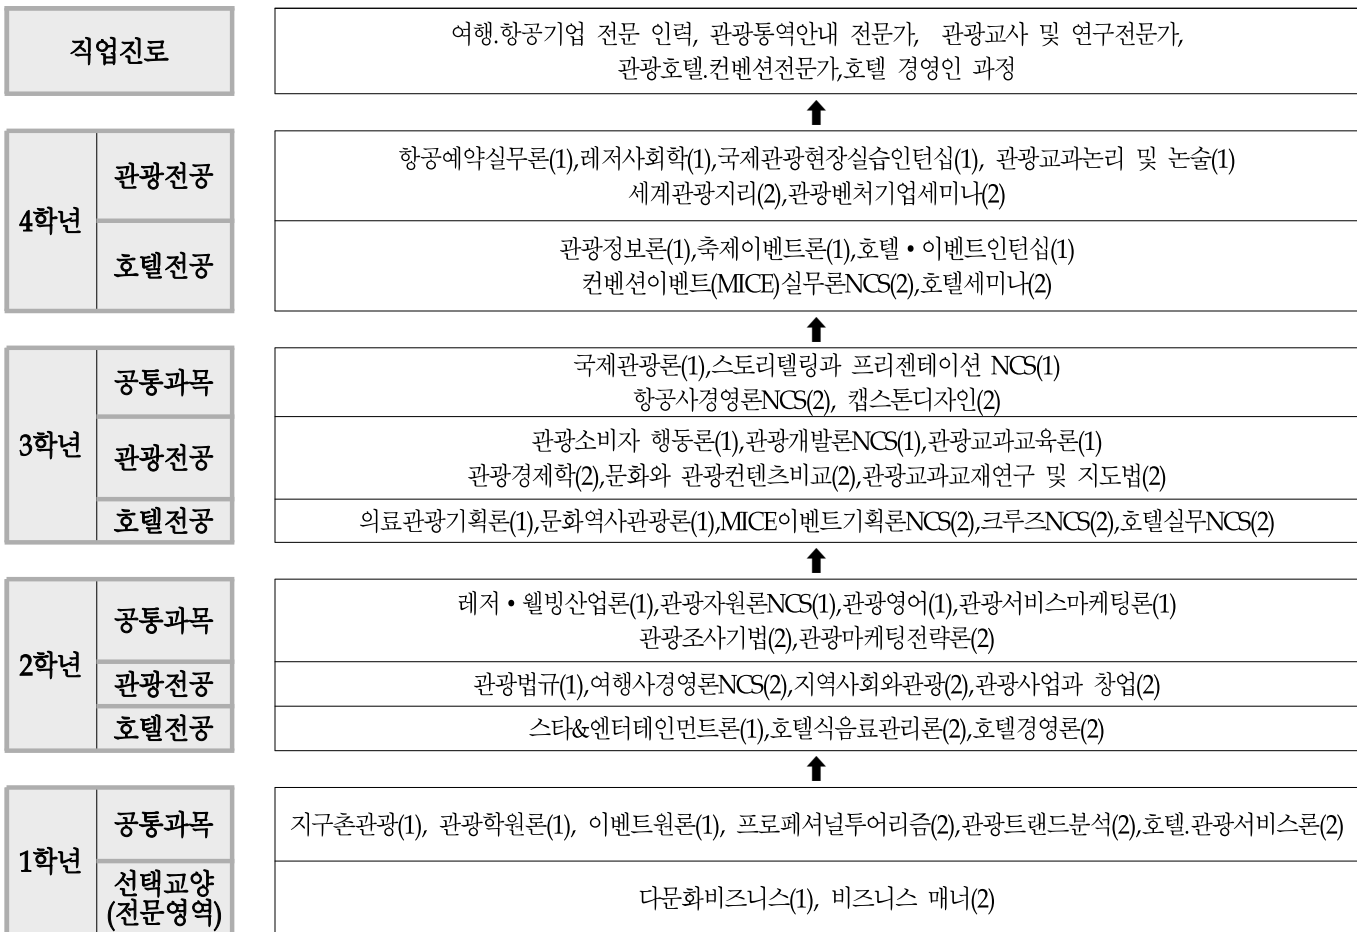 직업진로
여행.항공기업 전문 인력, 관광통역안내 전문가, 관광교사 및 연구전문가,
관광호텔.컨벤션전문가,호텔 경영인 과정
4학년
관광전공
항공예약실무론(1),레저사회학(1),국제관광현장실습인턴십(1), 관광교과논리 및 논술(1)
세계관광지리(2),관광벤처기업세미나(2)
호텔전공
관광정보론(1),축제이벤트론(1),호텔•이벤트인턴십(1)
컨벤션이벤트(MICE)실무론NCS(2),호텔세미나(2)
3학년
공통과목
국제관광론(1),스토리텔링과 프리젠테이션 NCS(1)
항공사경영론NCS(2), 캡스톤디자인(2)
관광전공
관광소비자 행동론(1),관광개발론NCS(1),관광교과교육론(1)
관광경제학(2),문화와 관광컨텐츠비교(2),관광교과교재연구 및 지도법(2)
호텔전공
의료관광기획론(1),문화역사관광론(1),MICE이벤트기획론NCS(2),크루즈NCS(2),호텔실무NCS(2)
2학년
공통과목
레저•웰빙산업론(1),관광자원론NCS(1),관광영어(1),관광서비스마케팅론(1)
관광조사기법(2),관광마케팅전략론(2)
관광전공
관광법규(1),여행사경영론NCS(2),지역사회와관광(2),관광사업과 창업(2)
호텔전공
스타&엔터테인먼트론(1),호텔식음료관리론(2),호텔경영론(2)
1학년
공통과목
지구촌관광(1), 관광학원론(1), 이벤트원론(1), 프로페셔널투어리즘(2),관광트랜드분석(2),호텔.관광서비스론(2)
선택교양
(전문영역)
다문화비즈니스(1), 비즈니스 매너(2)